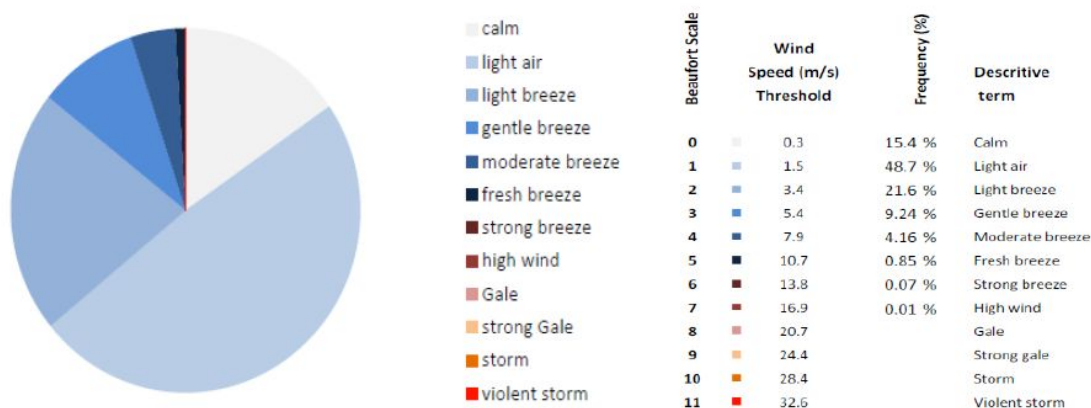 calm
light air
light breeze
gentle breeze
moderate breeze
fresh breeze
strong breeze
high wind
Gale
strong Gale
storm
violent storm
Beaufort Scale
Wind
Speed (m/s)
Threshold
Frequency (%)
Descritive
term
0 0.3 15.4 % Calm
1 1.5 48.7 % Light air
2 3.4 21.6 % Light breeze
3 5.4 9.24 % Gentle breeze
4 7.9 4.16 % Moderate breeze
5 10.7 0.85 % Fresh breeze
6 13.8 0.07 % Strong breeze
7 16.9 0.01 % High wind
8 20.7 Gale
9 24.4 Strong gale
10 28.4 Storm
11 32.6 Violent storm